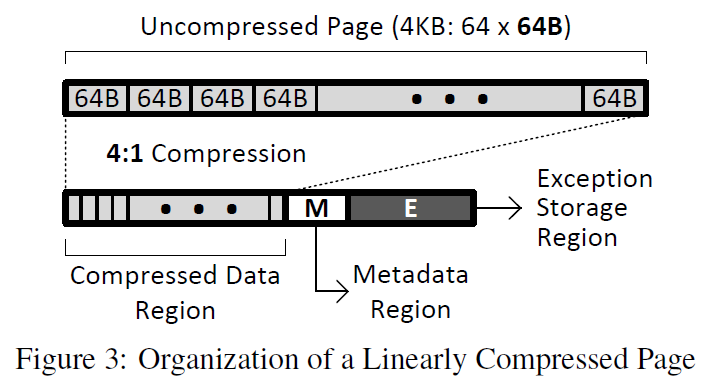 Uncompressed Page (4KB: 64 x 64B)
64B 64B 64B 64B • • • 64B
4:1 Compression
• • • M E
Exception
Storage
Region
Compressed Data
Region
Metadata
Region
Figure 3: Organization of a Linearly Compressed Page